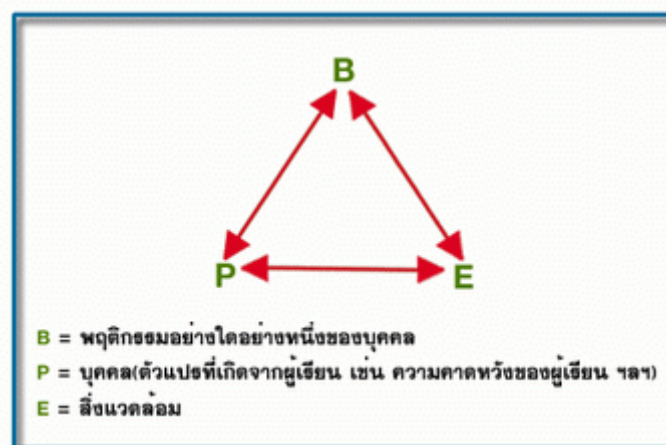 B
P E
B = พฤติกรรมอย่างใดอย่างหนึ่งของบุคคล
P = บุคคล(ตัวแปรที่เกิดจากผู้เรียน เช่น ความคาดหวังของผู้เรียน ฯลฯ)
E = สิ่งแวดล้อม